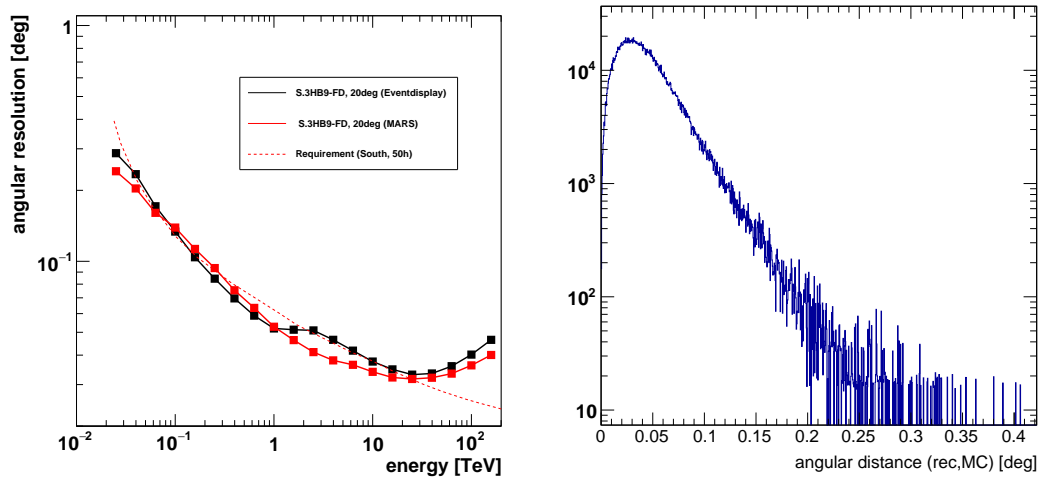 angular resolution [deg]
1
10⁻¹
S.3HB9-FD, 20deg (Eventdisplay)
S.3HB9-FD, 20deg (MARS)
Requirement (South, 50h)
10⁻² 10⁻¹ 1 10 10²
energy [TeV]
10⁴
10³
10²
10
0 0.05 0.1 0.15 0.2 0.25 0.3 0.35 0.4
angular distance (rec,MC) [deg]